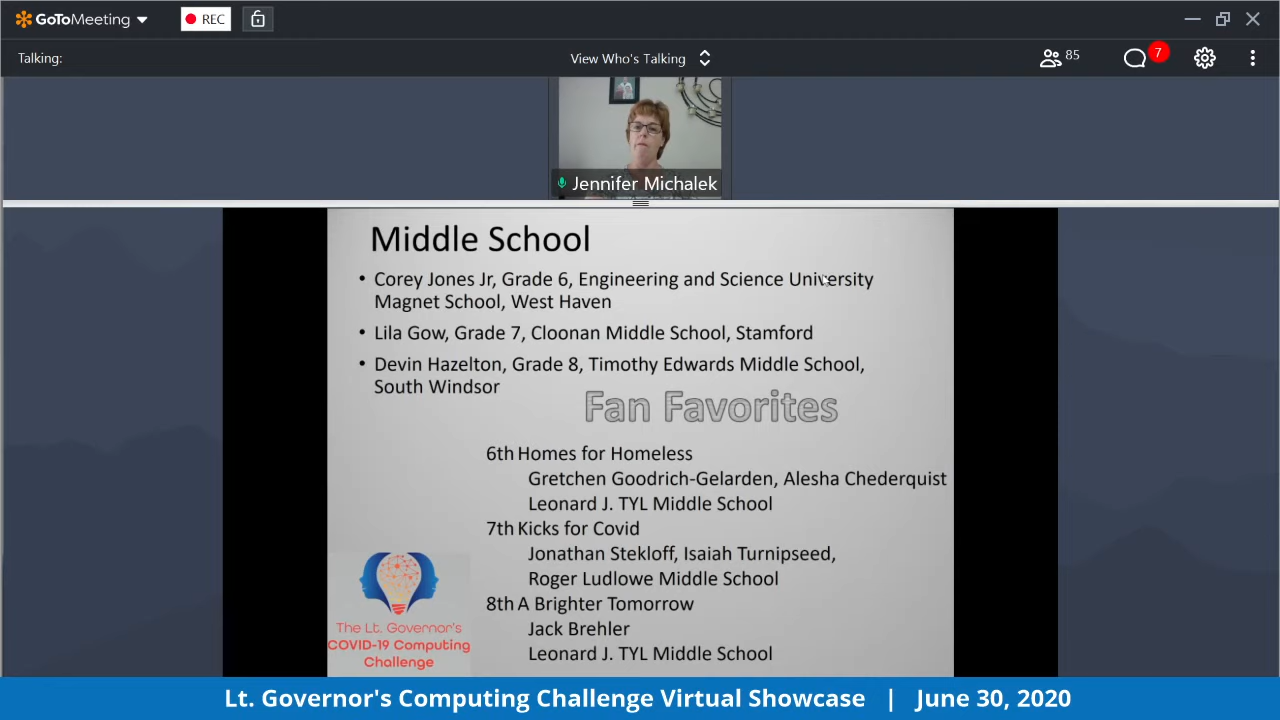 GoToMeeting
REC
Talking:
View Who's Talking
85
7
Jennifer Michalek
Middle School
• Corey Jones Jr, Grade 6, Engineering and Science University
Magnet School, West Haven
• Lila Gow, Grade 7, Cloonan Middle School, Stamford
• Devin Hazelton, Grade 8, Timothy Edwards Middle School,
South Windsor
Fan Favorites
6th Homes for Homeless
Gretchen Goodrich-Gelarden, Alesha Chederquist
Leonard J. TYL Middle School
7th Kicks for Covid
Jonathan Stekloff, Isaiah Turnipseed,
Roger Ludlowe Middle School
8th A Brighter Tomorrow
Jack Brehler
Leonard J. TYL Middle School
The Lt. Governor's
COVID-19 Computing
Challenge
Lt. Governor's Computing Challenge Virtual Showcase | June 30, 2020